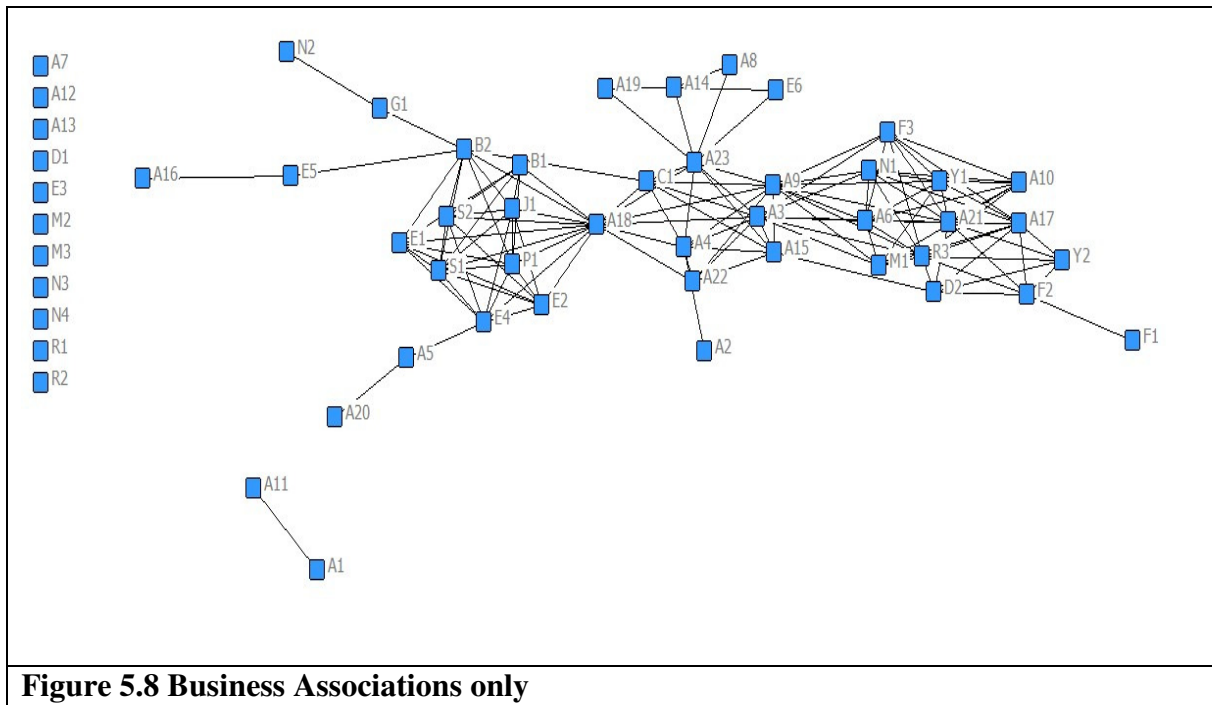 A7
A12
A13
D1
E3
M2
M3
N3
N4
R1
R2
N2
G1
A16
E5
B2
B1
S2
J1
E1
S1
P1
E4
E2
A18
A5
A20
A11
A1
A19
A14
A8
E6
A23
C1
A9
A3
A4
A15
A22
A2
F3
N1
Y1
A10
A6
A21
A17
M1
R3
Y2
D2
F2
F1
Figure 5.8 Business Associations only